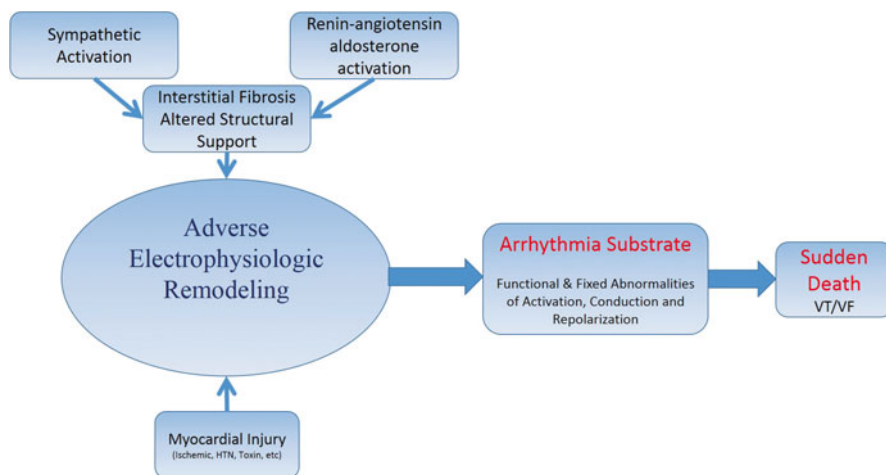 Sympathetic
Activation
Renin-angiotensin
aldosterone
activation
Interstitial Fibrosis
Altered Structural
Support
Adverse
Electrophysiologic
Remodeling
Arrhythmia Substrate
Functional & Fixed Abnormalities
of Activation, Conduction and
Repolarization
Sudden
Death
VT/VF
Myocardial Injury
(Ischemic, HTN, Toxin, etc)